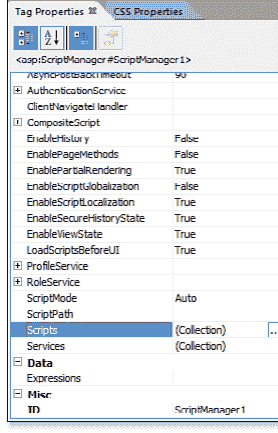 Tag Properties CSS Properties
<asp:ScriptManager#ScriptManager1>
AsyncPostBackTimeout 90
AuthenticationService
ClientNavigateHandler
CompositeScript
EnableHistory False
EnablePageMethods False
EnablePartialRendering True
EnableScriptGlobalization False
EnableScriptLocalization True
EnableSecureHistoryState True
EnableViewState True
LoadScriptsBeforeUI True
ProfileService
RoleService
ScriptMode Auto
ScriptPath
Scripts (Collection) ...
Services (Collection)
Data
Expressions
Misc
ID ScriptManager1